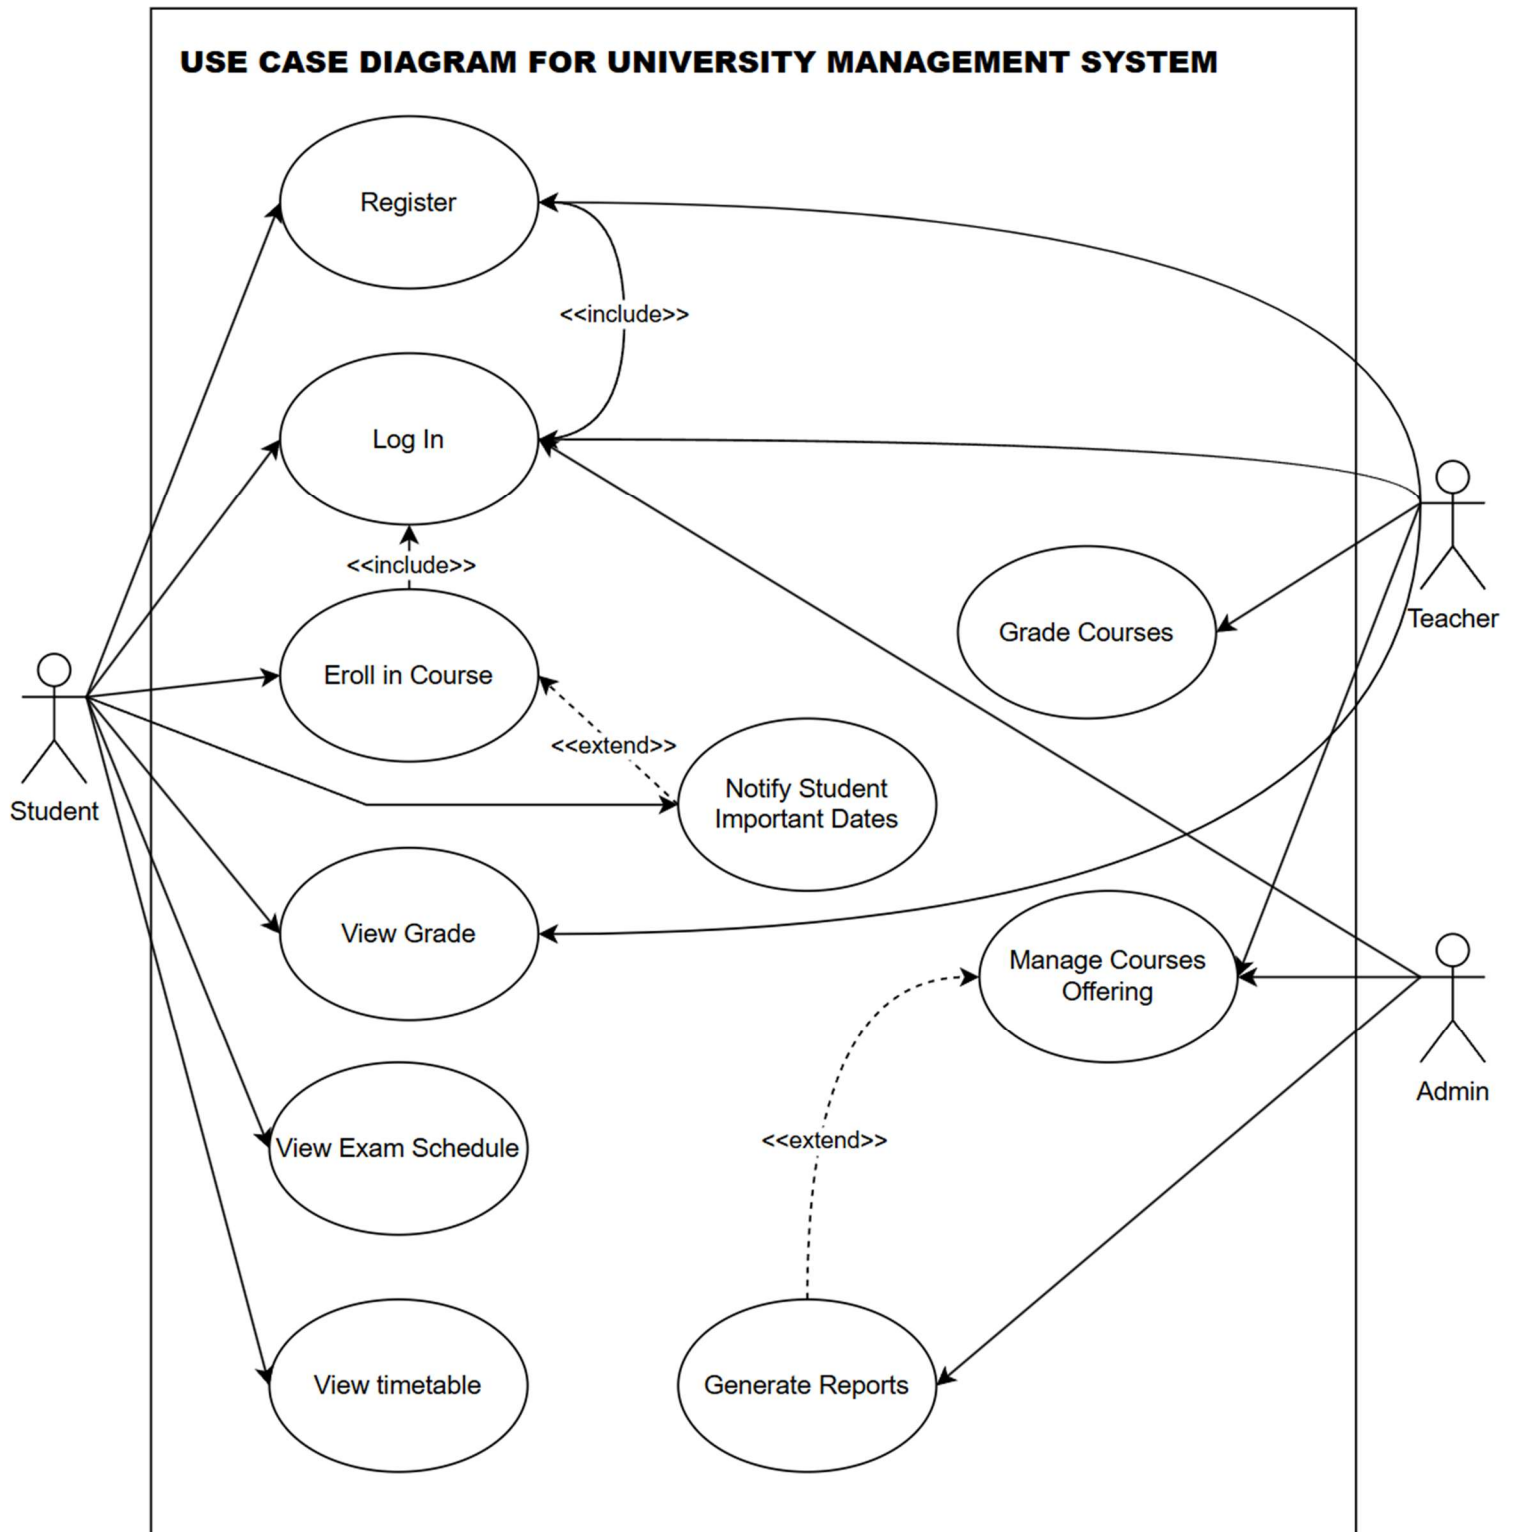 USE CASE DIAGRAM FOR UNIVERSITY MANAGEMENT SYSTEM
Register
<<include>>
Log In
<<include>>
Eroll in Course
<<extend>>
Notify Student
Important Dates
Grade Courses
Teacher
Student
View Grade
Manage Courses
Offering
Admin
<<extend>>
View Exam Schedule
View timetable
Generate Reports